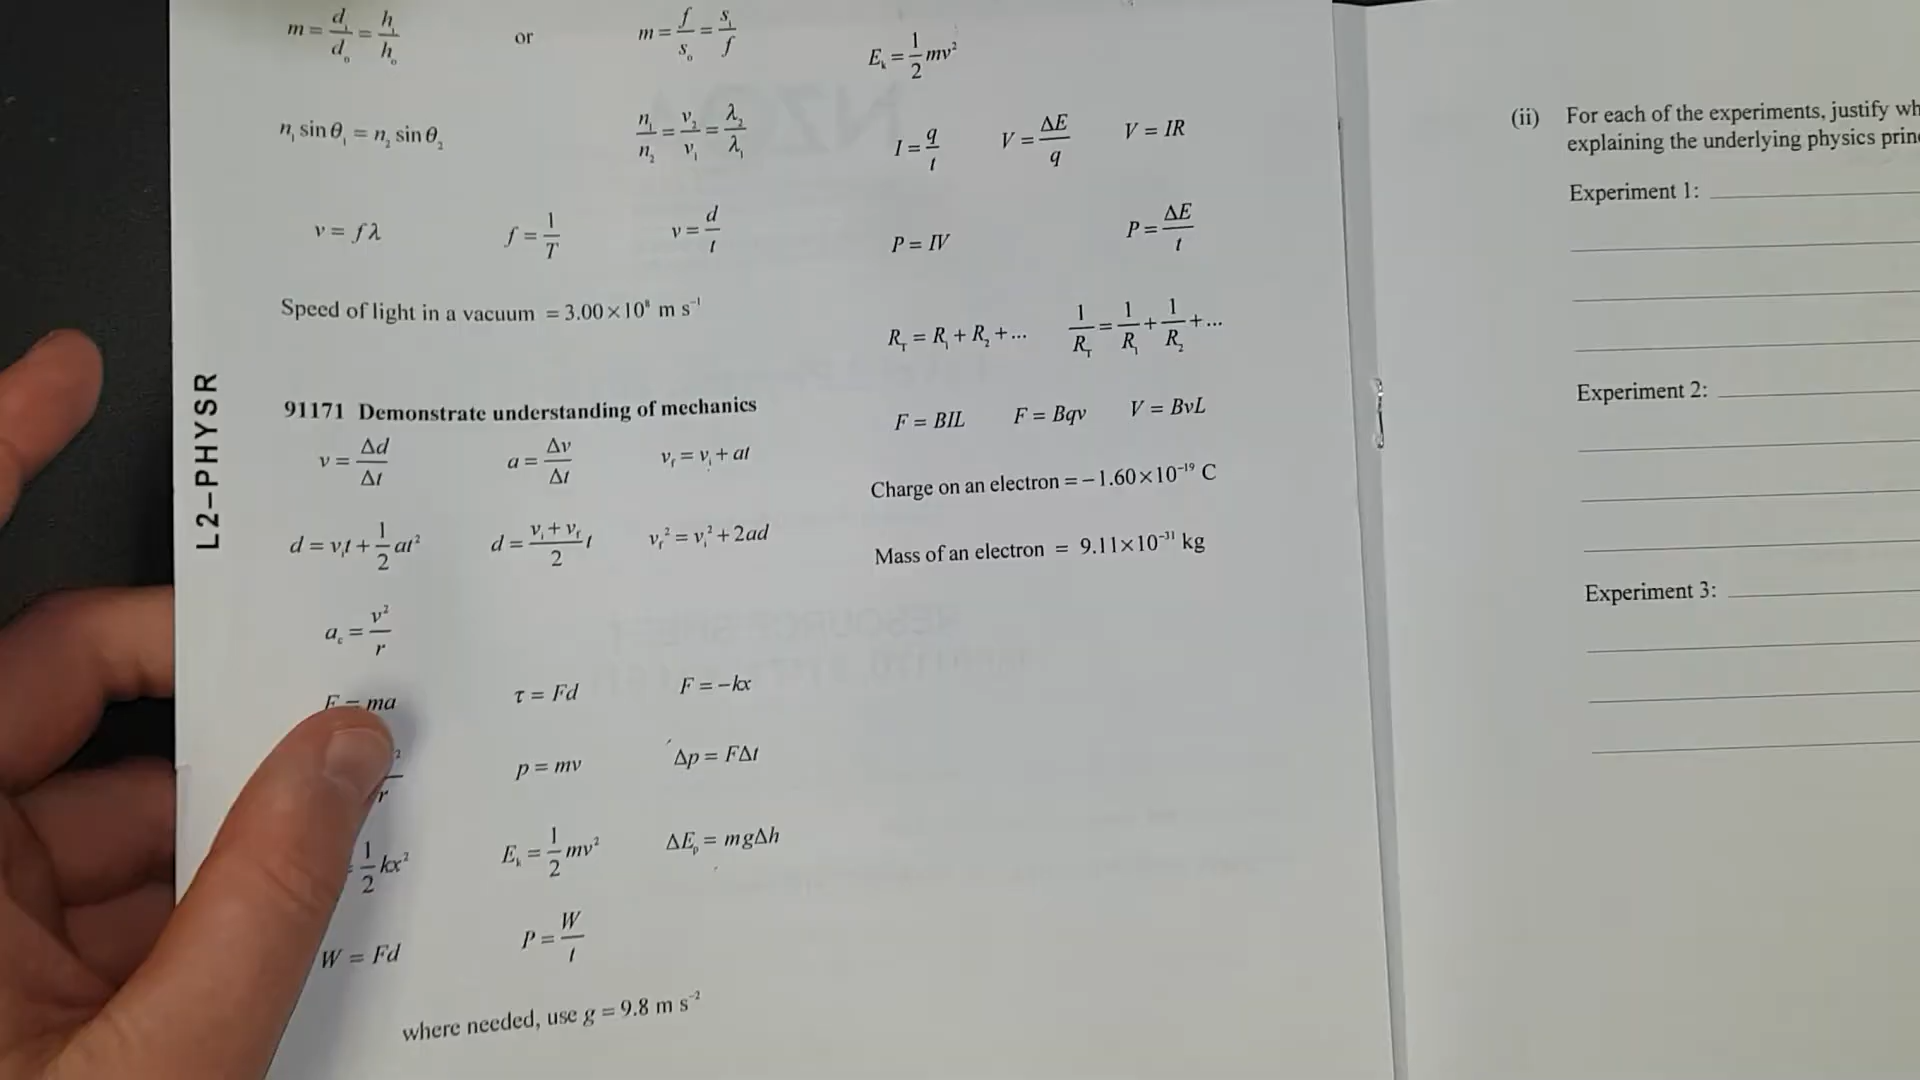 m = d_i/d_o = h_i/h_o or m = f/s_o = s_i/f
n_1 sin θ_1 = n_2 sin θ_2 n_1/n_2 = v_2/v_1 = λ_2/λ_1
v = fλ f = 1/T v = d/t
Speed of light in a vacuum = 3.00 × 10⁸ m s⁻¹
L2–PHYSR
91171 Demonstrate understanding of mechanics
v = Δd/Δt a = Δv/Δt v_f = v_i + at
d = v_i t + 1/2 at² d = (v_i + v_f)/2 t v_f² = v_i² + 2ad
a_c = v²/r
F = ma τ = Fd F = −kx
r p = mv Δp = FΔt
= 1/2 kx² E_k = 1/2 mv² ΔE_p = mgΔh
W = Fd P = W/t
where needed, use g = 9.8 m s⁻²
E_k = 1/2 mv²
I = q/t V = ΔE/q V = IR
P = IV P = ΔE/t
R_T = R_1 + R_2 + ... 1/R_T = 1/R_1 + 1/R_2 + ...
F = BIL F = Bqv V = BvL
Charge on an electron = −1.60 × 10⁻¹⁹ C
Mass of an electron = 9.11 × 10⁻³¹ kg
(ii) For each of the experiments, justify
explaining the underlying physics
Experiment 1:
Experiment 2:
Experiment 3: